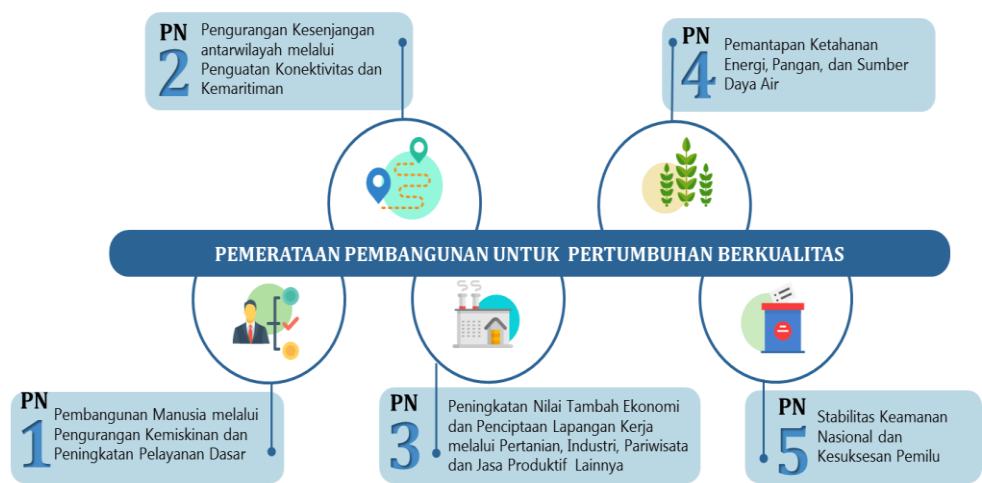 PN
2
Pengurangan Kesenjangan
antarwilayah melalui
Penguatan Konektivitas dan
Kemaritiman
PN
4
Pemantapan Ketahanan
Energi, Pangan, dan Sumber
Daya Air
PEMERATAAN PEMBANGUNAN UNTUK PERTUMBUHAN BERKUALITAS
PN
1
Pembangunan Manusia melalui
Pengurangan Kemiskinan dan
Peningkatan Pelayanan Dasar
PN
3
Peningkatan Nilai Tambah Ekonomi
dan Penciptaan Lapangan Kerja
melalui Pertanian, Industri, Pariwisata
dan Jasa Produktif Lainnya
PN
5
Stabilitas Keamanan
Nasional dan
Kesuksesan Pemilu